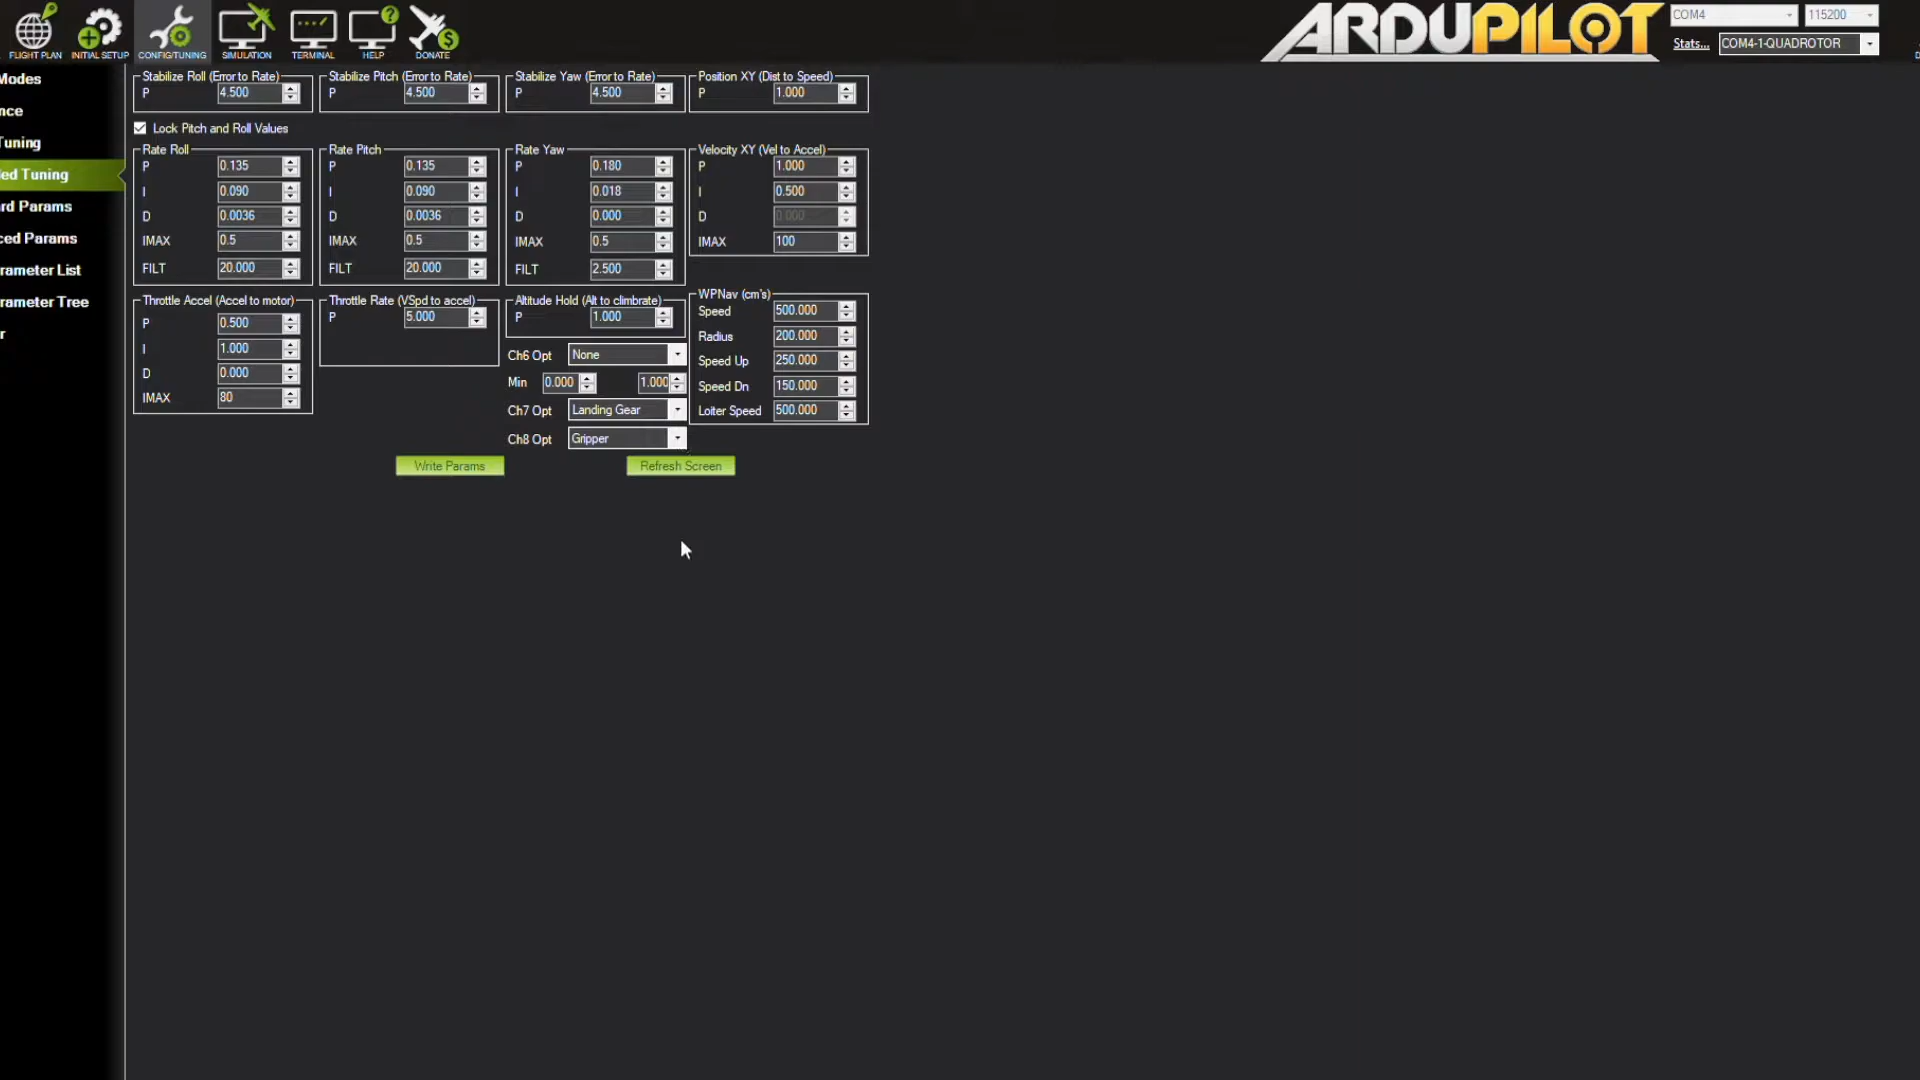 FLIGHT PLAN INITIAL SETUP CONFIG/TUNING SIMULATION TERMINAL HELP DONATE
ARDUPILOT
COM4 115200
Stats... COM4-1-QUADROTOR
Modes
nce
Tuning
ed Tuning
rd Params
ced Params
rameter List
rameter Tree
r
Stabilize Roll (Error to Rate)
P 4.500
Stabilize Pitch (Error to Rate)
P 4.500
Stabilize Yaw (Error to Rate)
P 4.500
Position XY (Dist to Speed)
P 1.000
Lock Pitch and Roll Values
Rate Roll
P 0.135
I 0.090
D 0.0036
IMAX 0.5
FILT 20.000
Rate Pitch
P 0.135
I 0.090
D 0.0036
IMAX 0.5
FILT 20.000
Rate Yaw
P 0.180
I 0.018
D 0.000
IMAX 0.5
FILT 2.500
Velocity XY (Vel to Accel)
P 1.000
I 0.500
D 0.000
IMAX 100
Throttle Accel (Accel to motor)
P 0.500
I 1.000
D 0.000
IMAX 80
Throttle Rate (VSpd to accel)
P 5.000
Altitude Hold (Alt to climbrate)
P 1.000
Ch6 Opt None
Min 0.000 1.000
Ch7 Opt Landing Gear
Ch8 Opt Gripper
WPNav (cm's)
Speed 500.000
Radius 200.000
Speed Up 250.000
Speed Dn 150.000
Loiter Speed 500.000
Write Params Refresh Screen